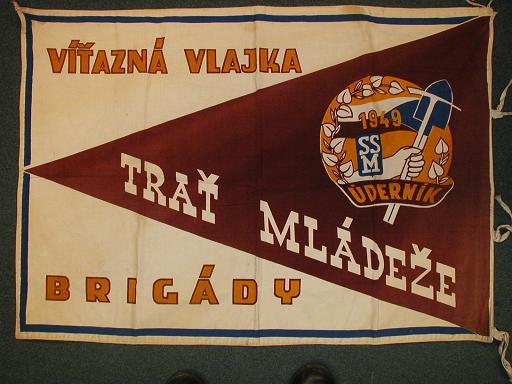 VÍŤAZNÁ VLAJKA
1949
SSM
ÚDERNÍK
TRAŤ MLÁDEŽE
BRIGÁDY